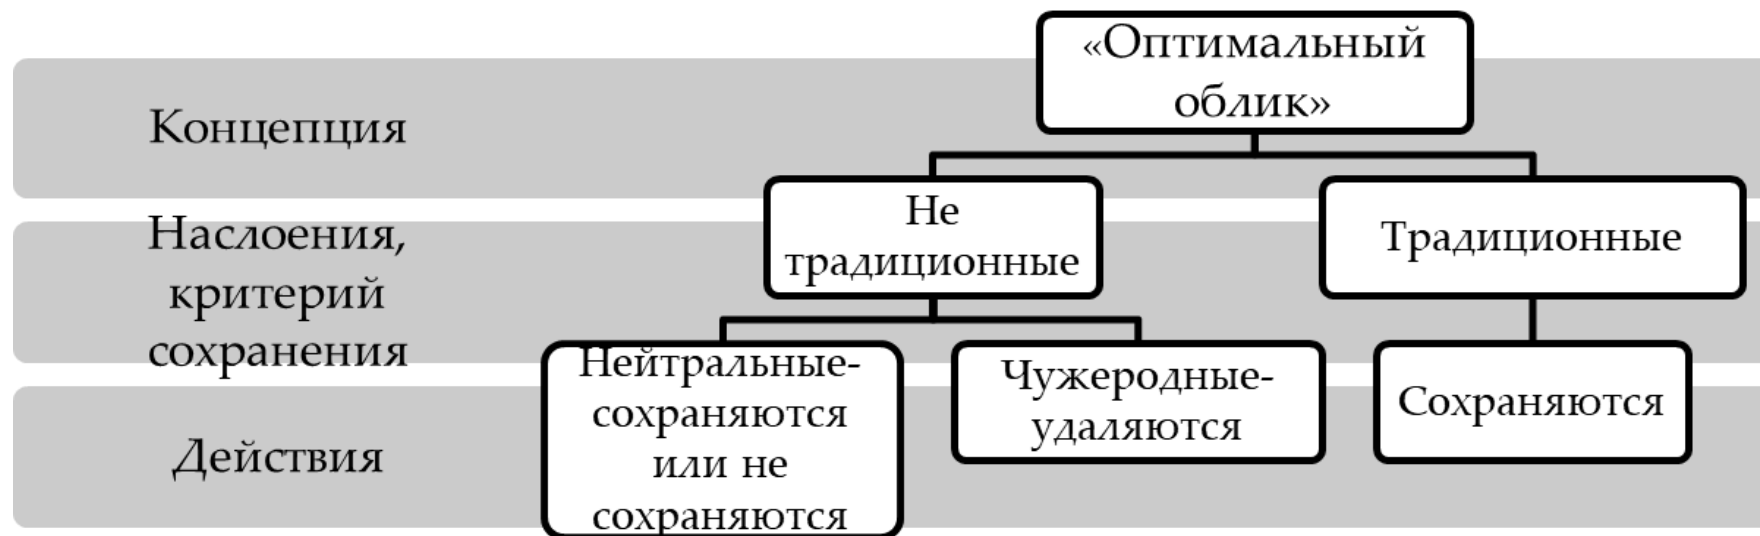 «Оптимальный
облик»
Концепция
Не
традиционные
Традиционные
Наслоения,
критерий
сохранения
Нейтральные-
сохраняются
или не
сохраняются
Чужеродные-
удаляются
Сохраняются
Действия